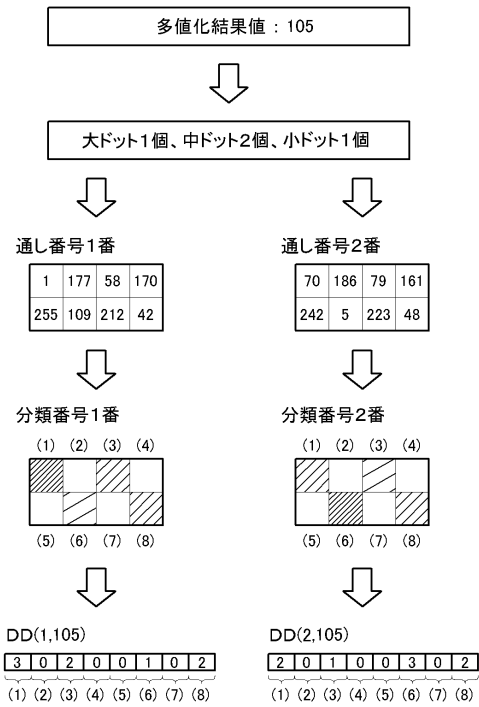 多値化結果値：105
大ドット１個、中ドット２個、小ドット１個
通し番号１番
通し番号２番
1 177 58 170
255 109 212 42
70 186 79 161
242 5 223 48
分類番号１番
分類番号２番
(1) (2) (3) (4)
(1) (2) (3) (4)
(5) (6) (7) (8)
(5) (6) (7) (8)
DD(1,105)
DD(2,105)
3 0 2 0 0 1 0 2
2 0 1 0 0 3 0 2
(1) (2) (3) (4) (5) (6) (7) (8)
(1) (2) (3) (4) (5) (6) (7) (8)